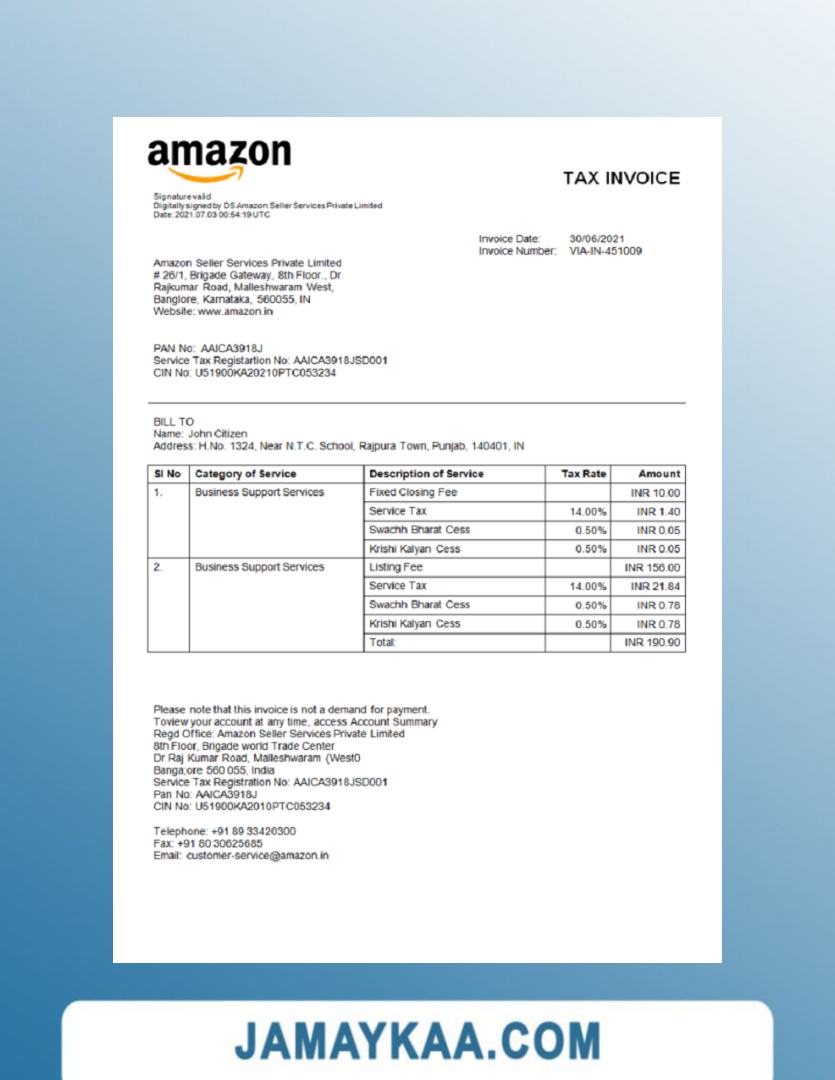 amazon
TAX INVOICE
Signature valid
Digitally signed by DS Amazon Seller Services Private Limited
Date: 2021.07.03 00:54:19 UTC
Invoice Date: 30/06/2021
Invoice Number: VIA-IN-451009
Amazon Seller Services Private Limited
# 26/1, Brigade Gateway, 8th Floor., Dr
Rajkumar Road, Malleshwaram West,
Banglore, Karnataka, 560055, IN
Website: www.amazon.in
PAN No: AAICA3918J
Service Tax Registartion No: AAICA3918JSD001
CIN No: U51900KA20210PTC053234
BILL TO
Name: John Citizen
Address: H.No. 1324, Near N.T.C. School, Rajpura Town, Punjab, 140401, IN
SI No Category of Service Description of Service Tax Rate Amount
1. Business Support Services Fixed Closing Fee INR 10.00
Service Tax 14.00% INR 1.40
Swachh Bharat Cess 0.50% INR 0.05
Krishi Kalyan Cess 0.50% INR 0.05
2. Business Support Services Listing Fee INR 156.00
Service Tax 14.00% INR 21.84
Swachh Bharat Cess 0.50% INR 0.78
Krishi Kalyan Cess 0.50% INR 0.78
Total: INR 190.90
Please note that this invoice is not a demand for payment.
Toview your account at any time, access Account Summary
Regd Office: Amazon Seller Services Private Limited
8th Floor, Brigade world Trade Center
Dr Raj Kumar Road, Malleshwaram (West0
Banga;ore 560 055, India
Service Tax Registration No: AAICA3918JSD001
Pan No: AAICA3918J
CIN No: U51900KA2010PTC053234
Telephone: +91 89 33420300
Fax: +91 80 30625685
Email: customer-service@amazon.in
JAMAYKAA.COM